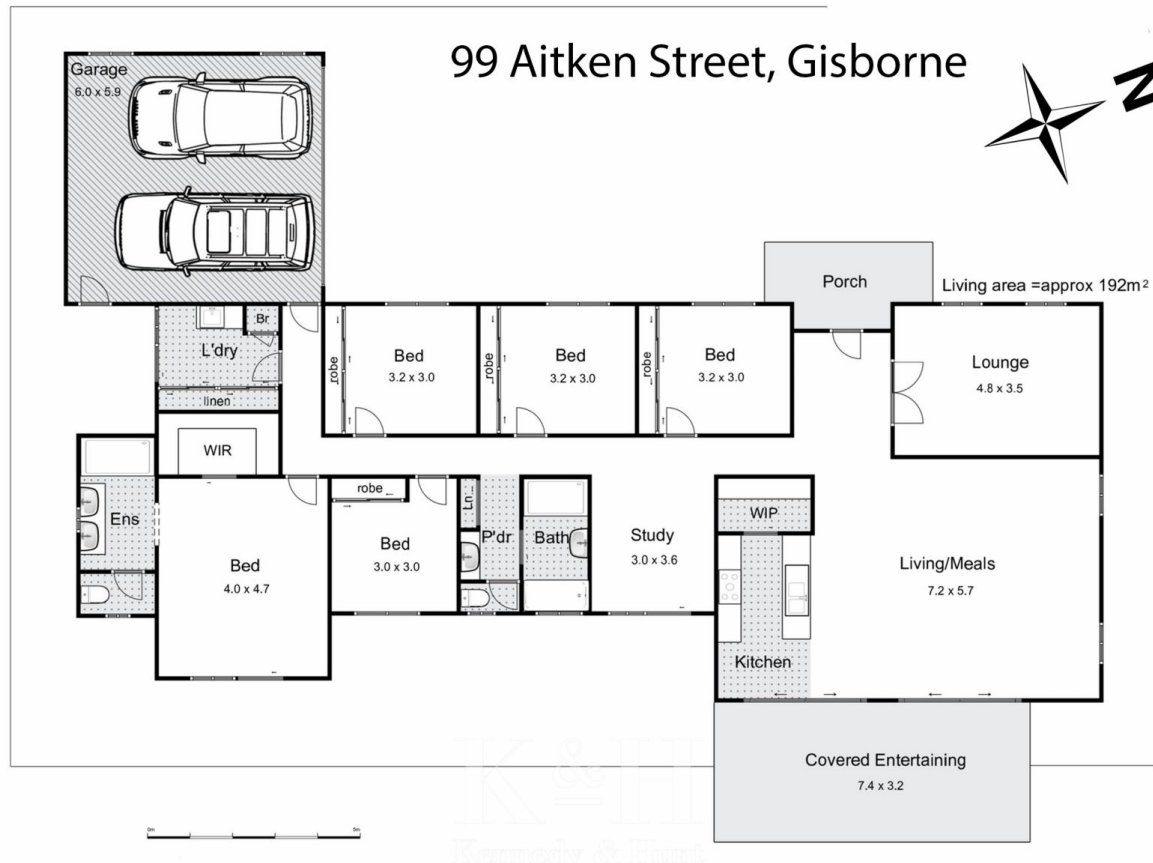 99 Aitken Street, Gisborne
N
Garage
6.0 x 5.9
Porch
Living area =approx 192m²
Br
L'dry
linen
robe
Bed
3.2 x 3.0
robe
Bed
3.2 x 3.0
robe
Bed
3.2 x 3.0
Lounge
4.8 x 3.5
WIR
Ens
Bed
4.0 x 4.7
robe
Bed
3.0 x 3.0
Ln
P'dr
Bath
Study
3.0 x 3.6
WIP
Kitchen
Living/Meals
7.2 x 5.7
Covered Entertaining
7.4 x 3.2
0m
5m
K&H
Kennedy & Hunt